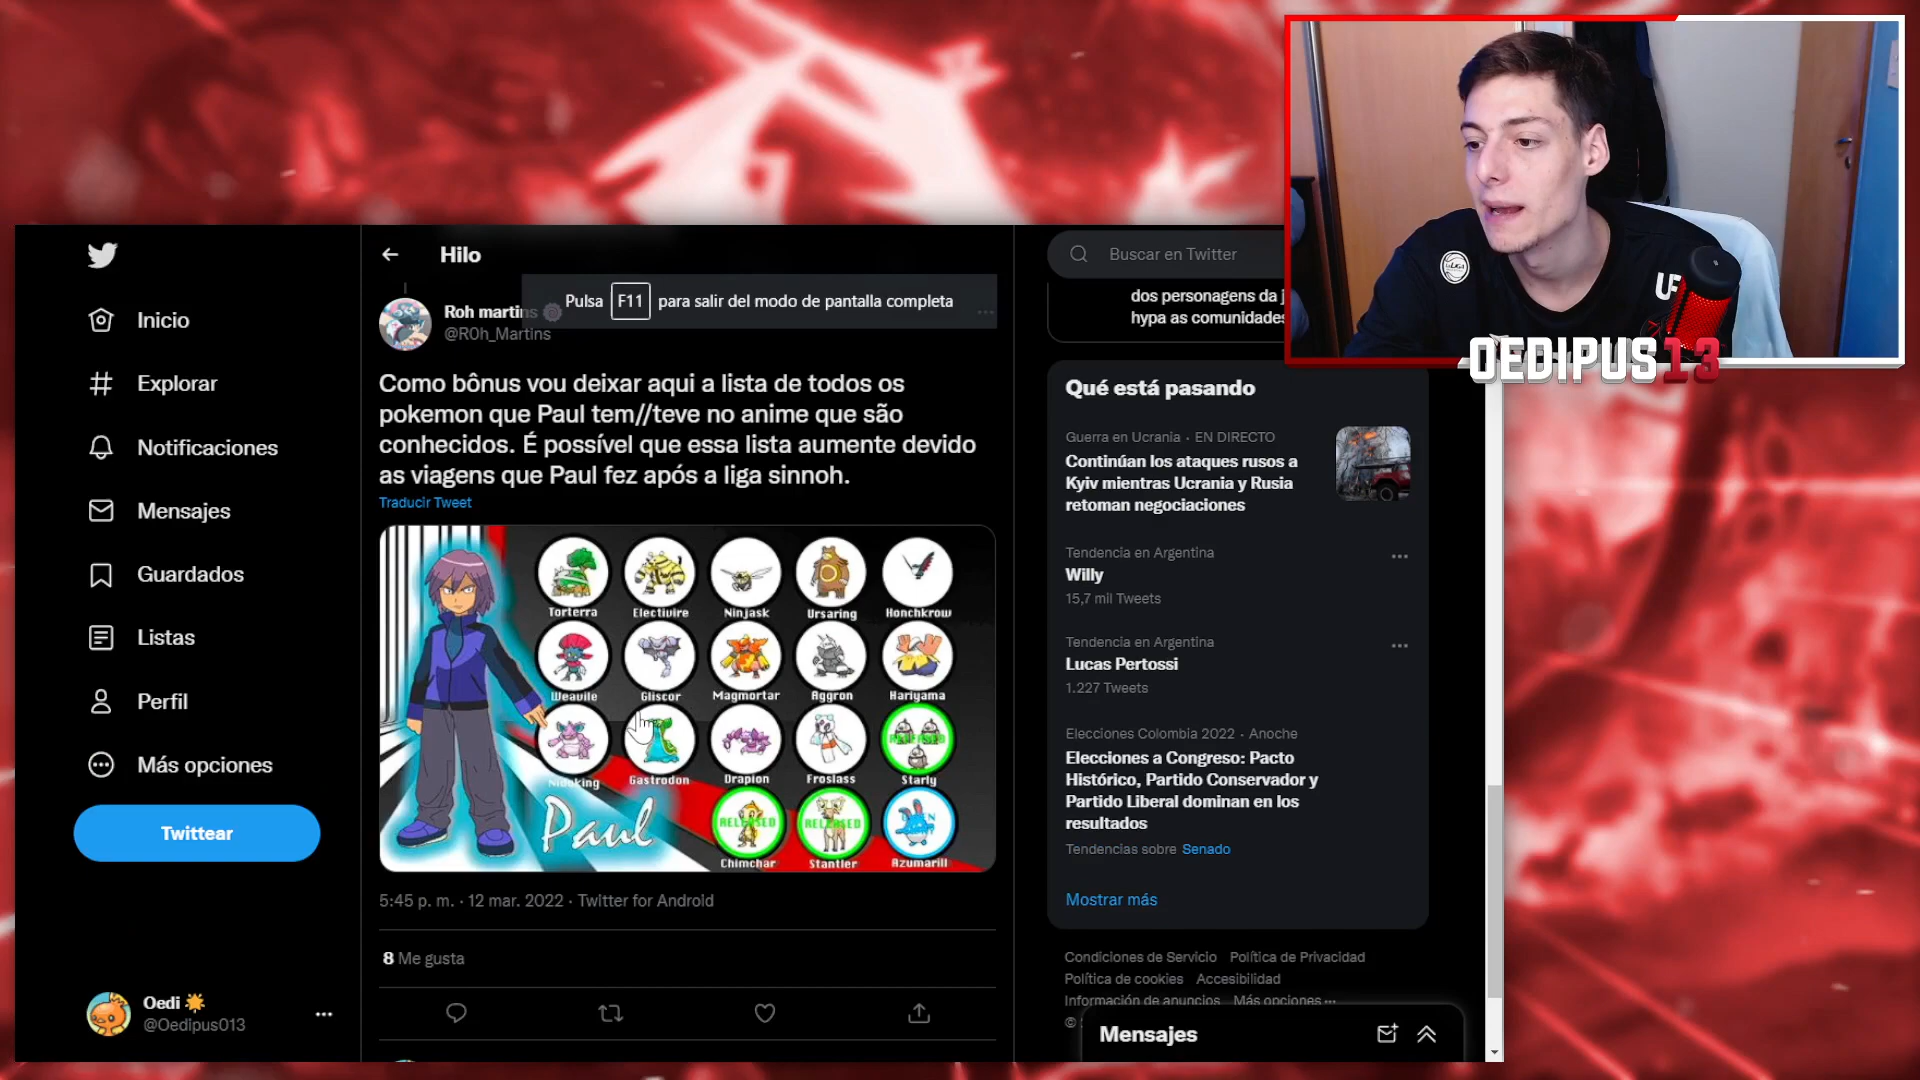 Inicio
Explorar
Notificaciones
Mensajes
Guardados
Listas
Perfil
Más opciones
Twittear
Oedi
@Oedipus013
Hilo
Pulsa F11 para salir del modo de pantalla completa
Roh martins
@R0h_Martins
Como bônus vou deixar aqui a lista de todos os
pokemon que Paul tem//teve no anime que são
conhecidos. É possível que essa lista aumente devido
as viagens que Paul fez após a liga sinnoh.
Traducir Tweet
Torterra Electivire Ninjask Ursaring Honchkrow
Weavile Gliscor Magmortar Aggron Hariyama
Nidoking Gastrodon Drapion Froslass RELEASED Starly
Paul
RELEASED RELEASED
Chimchar Stantler Azumarill
5:45 p. m. · 12 mar. 2022 · Twitter for Android
8 Me gusta
Buscar en Twitter
dos personagens da
hypa as comunidades
Qué está pasando
Guerra en Ucrania · EN DIRECTO
Continúan los ataques rusos a
Kyiv mientras Ucrania y Rusia
retoman negociaciones
Tendencia en Argentina
Willy
15,7 mil Tweets
Tendencia en Argentina
Lucas Pertossi
1.227 Tweets
Elecciones Colombia 2022 · Anoche
Elecciones a Congreso: Pacto
Histórico, Partido Conservador y
Partido Liberal dominan en los
resultados
Tendencias sobre Senado
Mostrar más
Condiciones de Servicio Política de Privacidad
Política de cookies Accesibilidad
Información de anuncios Más opciones ···
©
Mensajes
LALIGA
OEDIPUS13